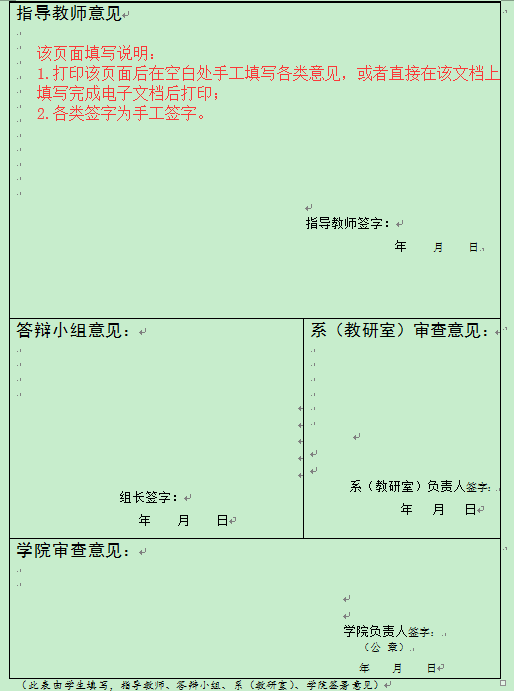 指导教师意见
该页面填写说明：
1.打印该页面后在空白处手工填写各类意见，或者直接在该文档上
填写完成电子文档后打印；
2.各类签字为手工签字。
指导教师签字：
年 月 日
答辩小组意见：
组长签字：
年 月 日
系（教研室）审查意见：
系（教研室）负责人签字：
年 月 日
学院审查意见：
学院负责人签字：
（公 章）
年 月 日
（此表由学生填写，指导教师、答辩小组、系（教研室）、学院签署意见）